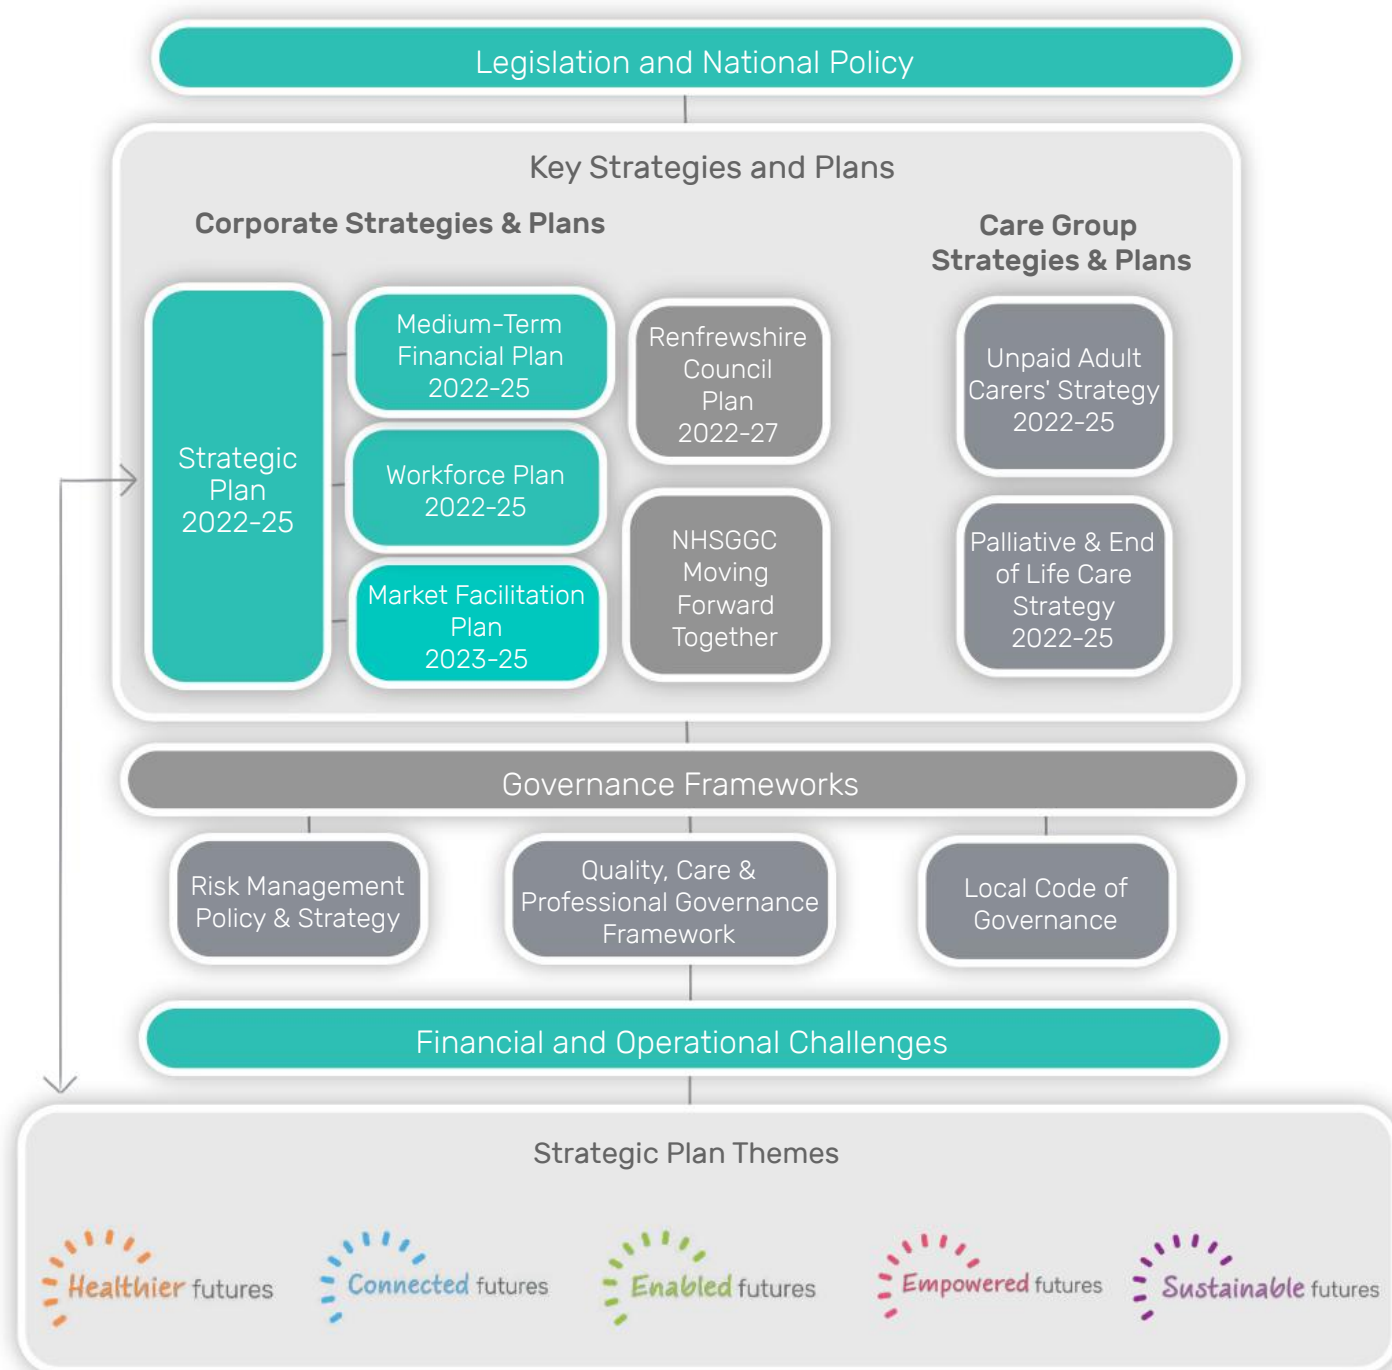 Legislation and National Policy
Key Strategies and Plans
Corporate Strategies & Plans
Care Group
Strategies & Plans
Strategic
Plan
2022-25
Medium-Term
Financial Plan
2022-25
Workforce Plan
2022-25
Market Facilitation
Plan
2023-25
Renfrewshire
Council
Plan
2022-27
NHSGGC
Moving
Forward
Together
Unpaid Adult
Carers' Strategy
2022-25
Palliative & End
of Life Care
Strategy
2022-25
Governance Frameworks
Risk Management
Policy & Strategy
Quality, Care &
Professional Governance
Framework
Local Code of
Governance
Financial and Operational Challenges
Strategic Plan Themes
Healthier futures
Connected futures
Enabled futures
Empowered futures
Sustainable futures